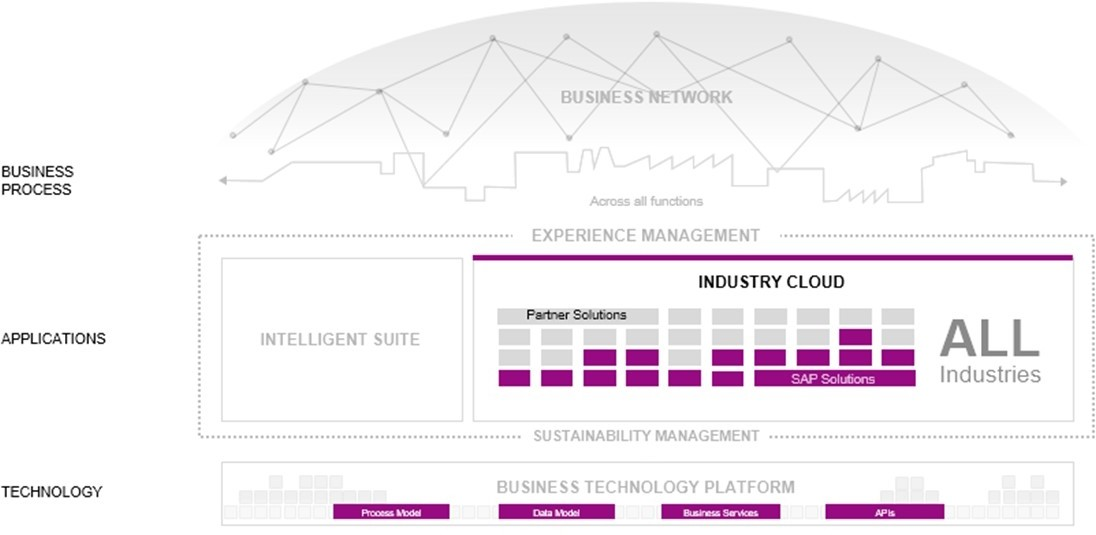 BUSINESS NETWORK
BUSINESS
PROCESS
Across all functions
EXPERIENCE MANAGEMENT
INDUSTRY CLOUD
Partner Solutions
APPLICATIONS
INTELLIGENT SUITE
ALL
Industries
SAP Solutions
SUSTAINABILITY MANAGEMENT
TECHNOLOGY
BUSINESS TECHNOLOGY PLATFORM
Process Model
Data Model
Business Services
APIs